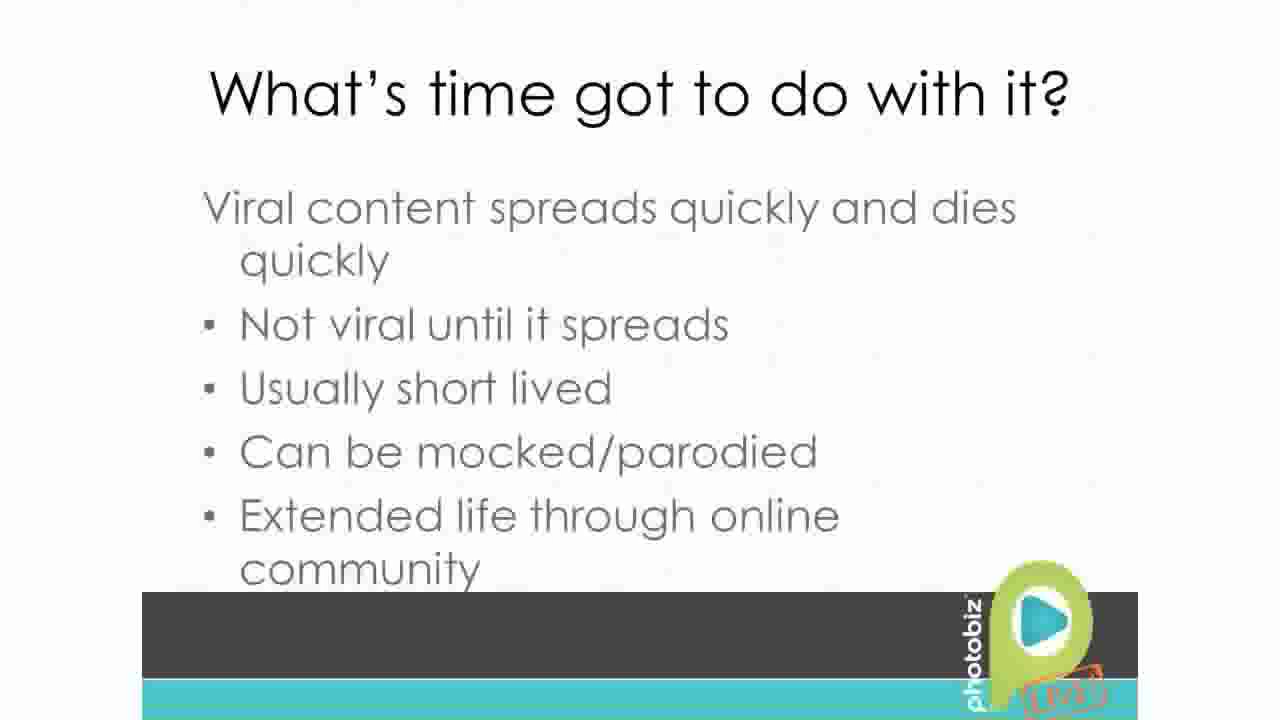 What's time got to do with it?
Viral content spreads quickly and dies
quickly
▪ Not viral until it spreads
▪ Usually short lived
▪ Can be mocked/parodied
▪ Extended life through online
community
photobiz
LIVE